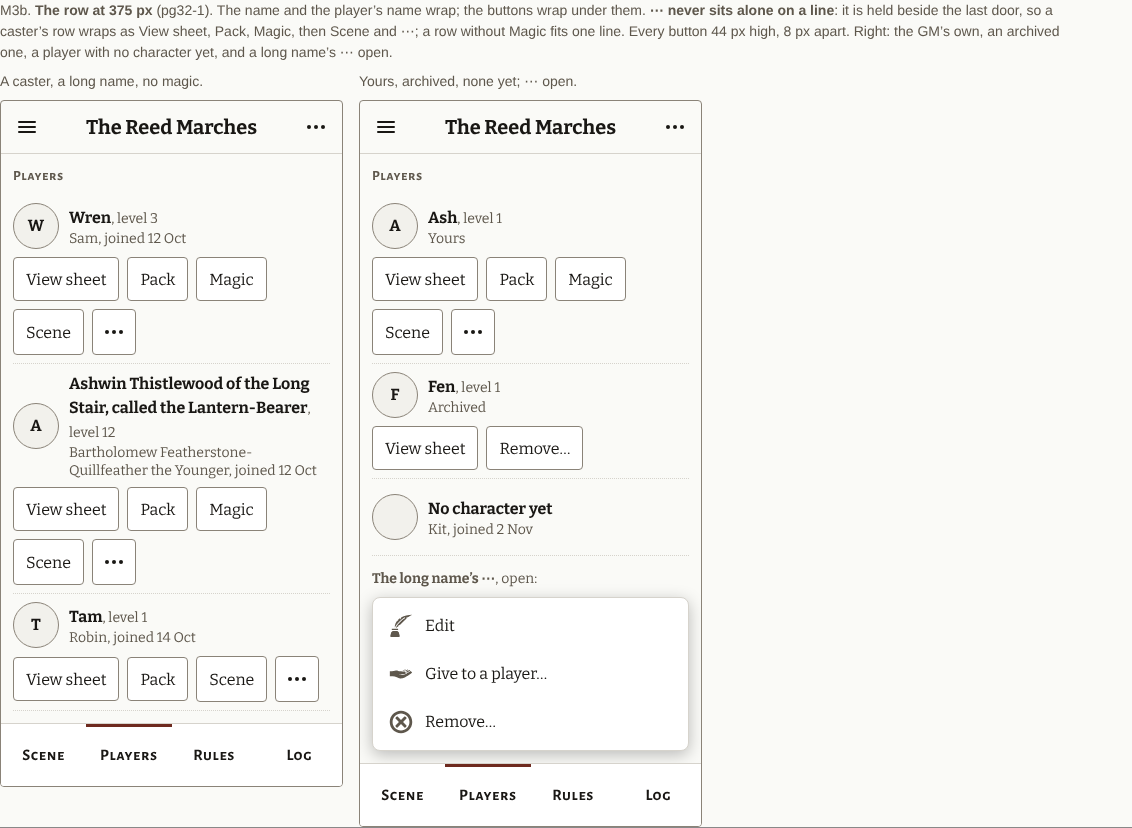 M3b. The row at 375 px (pg32-1). The name and the player's name wrap; the buttons wrap under them. ··· never sits alone on a line: it is held beside the last door, so a
caster's row wraps as View sheet, Pack, Magic, then Scene and ···; a row without Magic fits one line. Every button 44 px high, 8 px apart. Right: the GM's own, an archived
one, a player with no character yet, and a long name's ··· open.
A caster, a long name, no magic.
The Reed Marches
Players
W
Wren, level 3
Sam, joined 12 Oct
View sheet
Pack
Magic
Scene
A
Ashwin Thistlewood of the Long
Stair, called the Lantern-Bearer,
level 12
Bartholomew Featherstone-
Quillfeather the Younger, joined 12 Oct
View sheet
Pack
Magic
Scene
T
Tam, level 1
Robin, joined 14 Oct
View sheet
Pack
Scene
Scene
Players
Rules
Log
Yours, archived, none yet; ··· open.
The Reed Marches
Players
A
Ash, level 1
Yours
View sheet
Pack
Magic
Scene
F
Fen, level 1
Archived
View sheet
Remove...
No character yet
Kit, joined 2 Nov
The long name's ···, open:
Edit
Give to a player...
Remove...
Scene
Players
Rules
Log